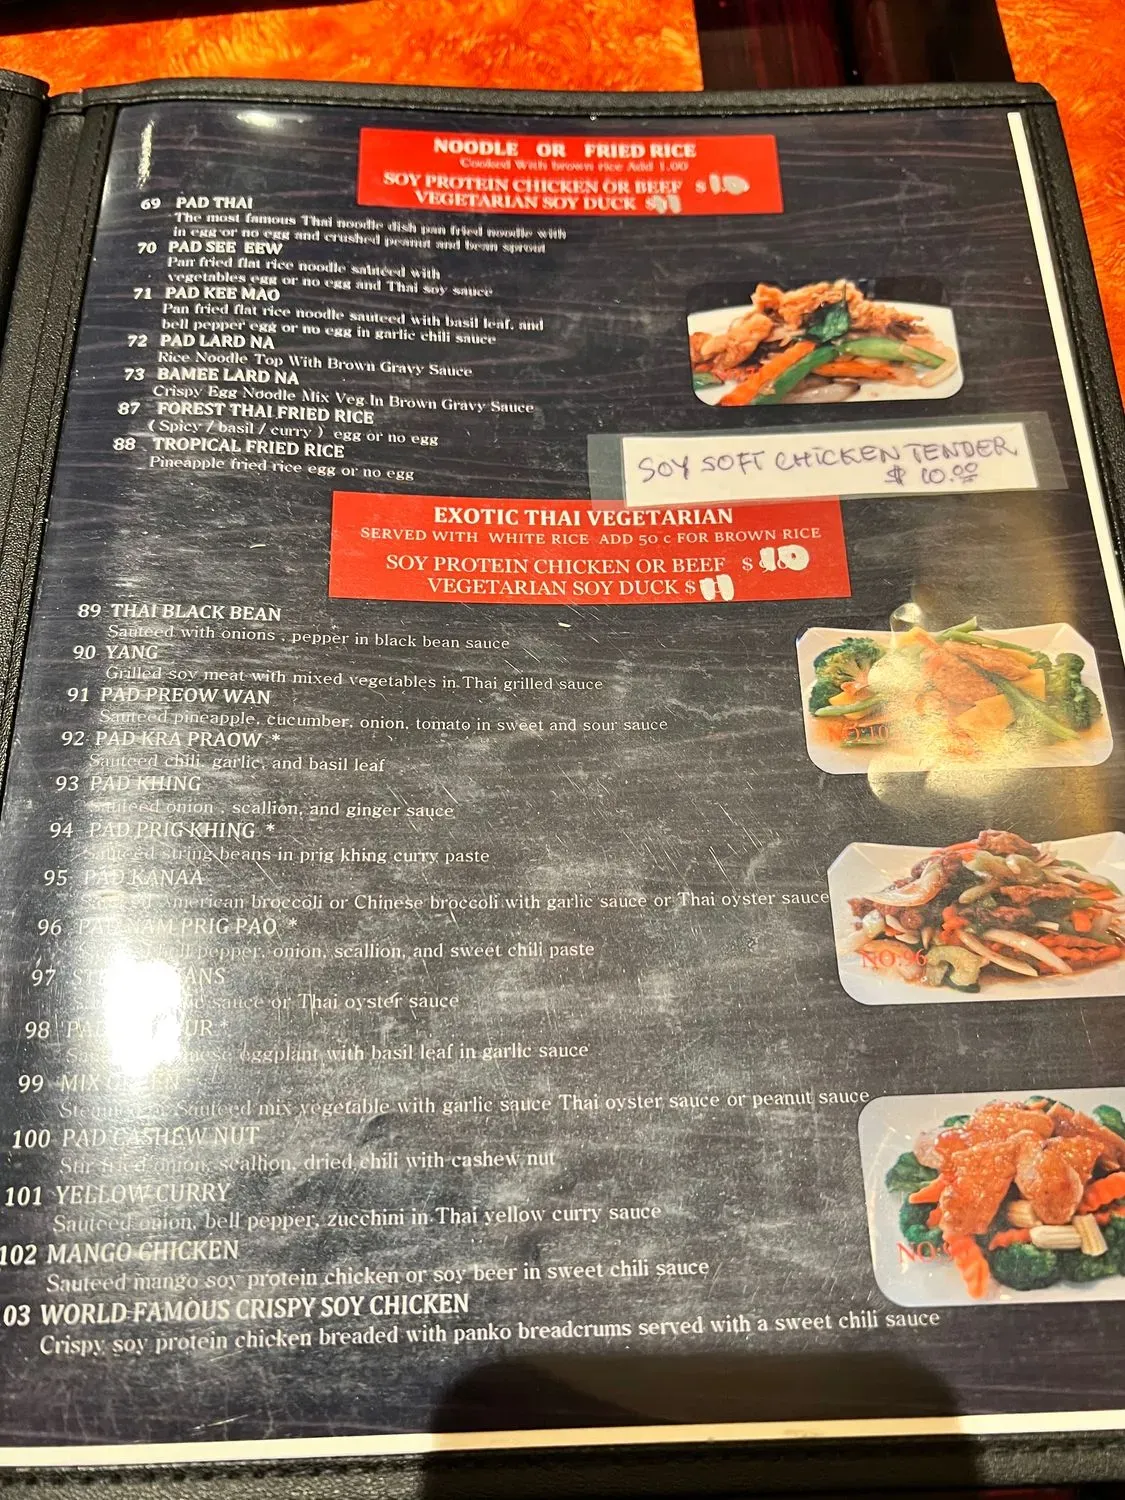 NOODLE OR FRIED RICE
Cooked With brown rice Add 1.00
SOY PROTEIN CHICKEN OR BEEF $10
VEGETARIAN SOY DUCK $11
69 PAD THAI
The most famous Thai noodle dish pan fried noodle with
in egg or no egg and crushed peanut and bean sprout
70 PAD SEE EEW
Pan fried flat rice noodle sautéed with
vegetables egg or no egg and Thai soy sauce
71 PAD KEE MAO
Pan fried flat rice noodle sauteed with basil leaf, and
bell pepper egg or no egg in garlic chili sauce
72 PAD LARD NA
Rice Noodle Top With Brown Gravy Sauce
73 BAMEE LARD NA
Crispy Egg Noodle Mix Veg In Brown Gravy Sauce
87 FOREST THAI FRIED RICE
( Spicy / basil / curry ) egg or no egg
88 TROPICAL FRIED RICE
Pineapple fried rice egg or no egg
SOY SOFT CHICKEN TENDER
$ 10.00
EXOTIC THAI VEGETARIAN
SERVED WITH WHITE RICE ADD 50 c FOR BROWN RICE
SOY PROTEIN CHICKEN OR BEEF $ 10
VEGETARIAN SOY DUCK $ 11
89 THAI BLACK BEAN
Sauteed with onions , pepper in black bean sauce
90 YANG
Grilled soy meat with mixed vegetables in Thai grilled sauce
91 PAD PREOW WAN
Sauteed pineapple, cucumber, onion, tomato in sweet and sour sauce
92 PAD KRA PRAOW *
Sauteed chili, garlic, and basil leaf
93 PAD KHING
Sauteed onion , scallion, and ginger sauce
94 PAD PRIG KHING *
Sauteed string beans in prig khing curry paste
95 PAD KANAA
American broccoli or Chinese broccoli with garlic sauce or Thai oyster sauce
96 PAD NAM PRIG PAO *
bell pepper, onion, scallion, and sweet chili paste
97
sauce or Thai oyster sauce
98 PAD
eggplant with basil leaf in garlic sauce
99 MIX GREEN
Steamed or Sauteed mix vegetable with garlic sauce Thai oyster sauce or peanut sauce
100 PAD CASHEW NUT
Stir fried onion, scallion, dried chili with cashew nut
101 YELLOW CURRY
Sauteed onion, bell pepper, zucchini in Thai yellow curry sauce
102 MANGO CHICKEN
Sauteed mango soy protein chicken or soy beer in sweet chili sauce
03 WORLD FAMOUS CRISPY SOY CHICKEN
Crispy soy protein chicken breaded with panko breadcrums served with a sweet chili sauce
NO:96
NO: